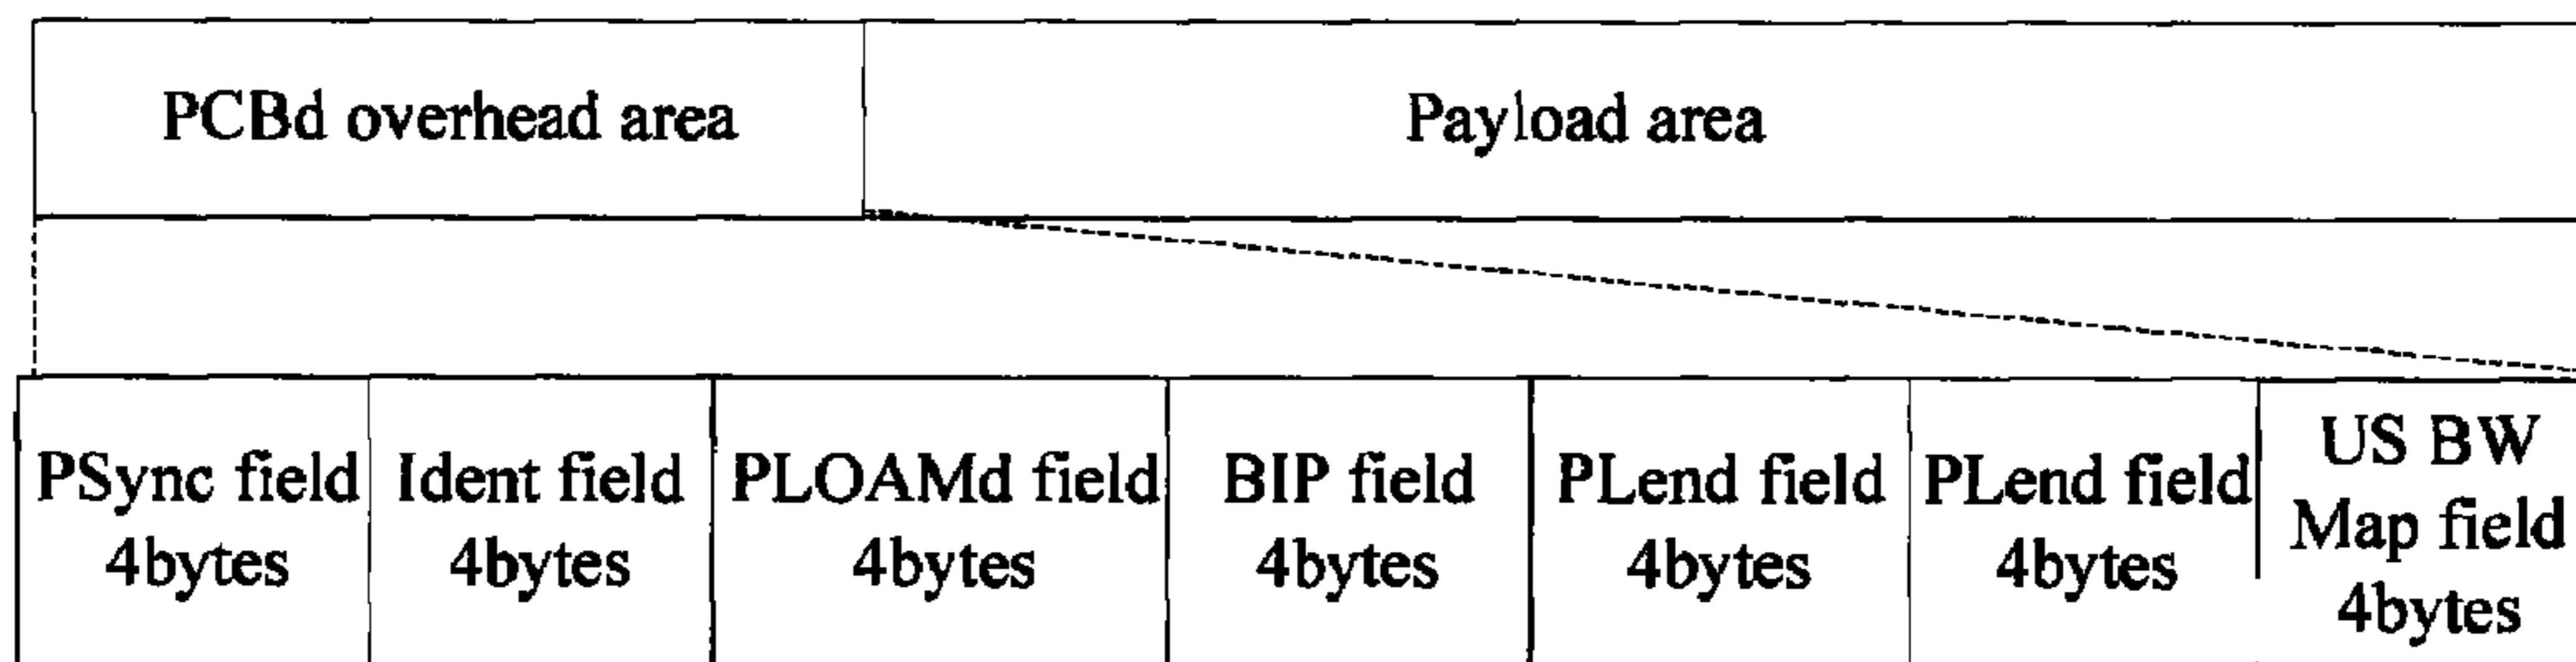 PCBd overhead area
Payload area
PSync field
4bytes
Ident field
4bytes
PLOAMd field
4bytes
BIP field
4bytes
PLend field
4bytes
PLend field
4bytes
US BW
Map field
4bytes